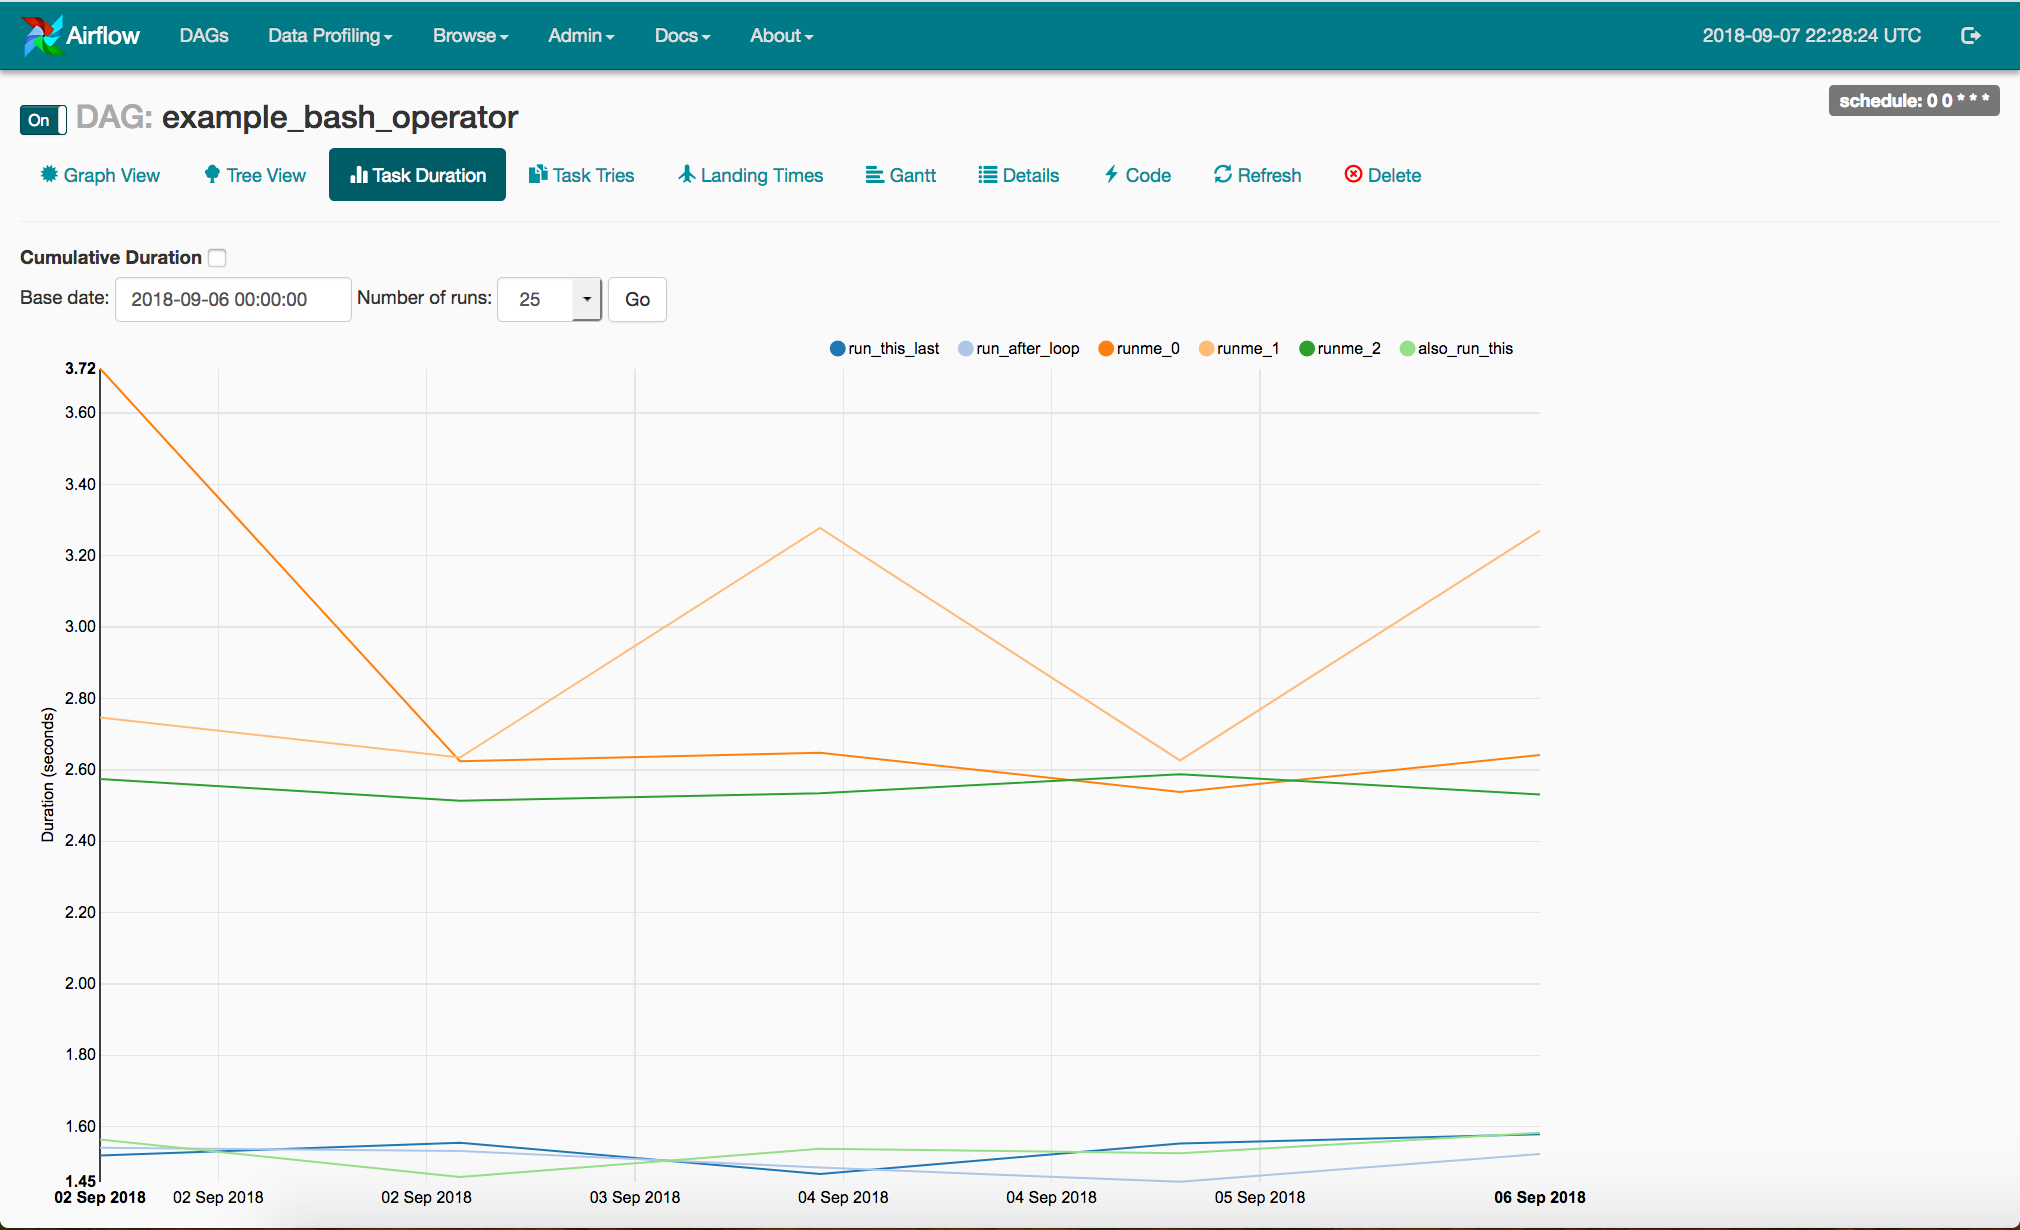 Airflow DAGs Data Profiling Browse Admin Docs About 2018-09-07 22:28:24 UTC
schedule: 0 0 * * *
On DAG: example_bash_operator
Graph View Tree View Task Duration Task Tries Landing Times Gantt Details Code Refresh Delete
Cumulative Duration
Base date: 2018-09-06 00:00:00 Number of runs: 25 Go
run_this_last run_after_loop runme_0 runme_1 runme_2 also_run_this
3.72
3.60
3.40
3.20
3.00
2.80
Duration (seconds)
2.60
2.40
2.20
2.00
1.80
1.60
1.45
02 Sep 2018 02 Sep 2018 02 Sep 2018 03 Sep 2018 04 Sep 2018 04 Sep 2018 05 Sep 2018 06 Sep 2018